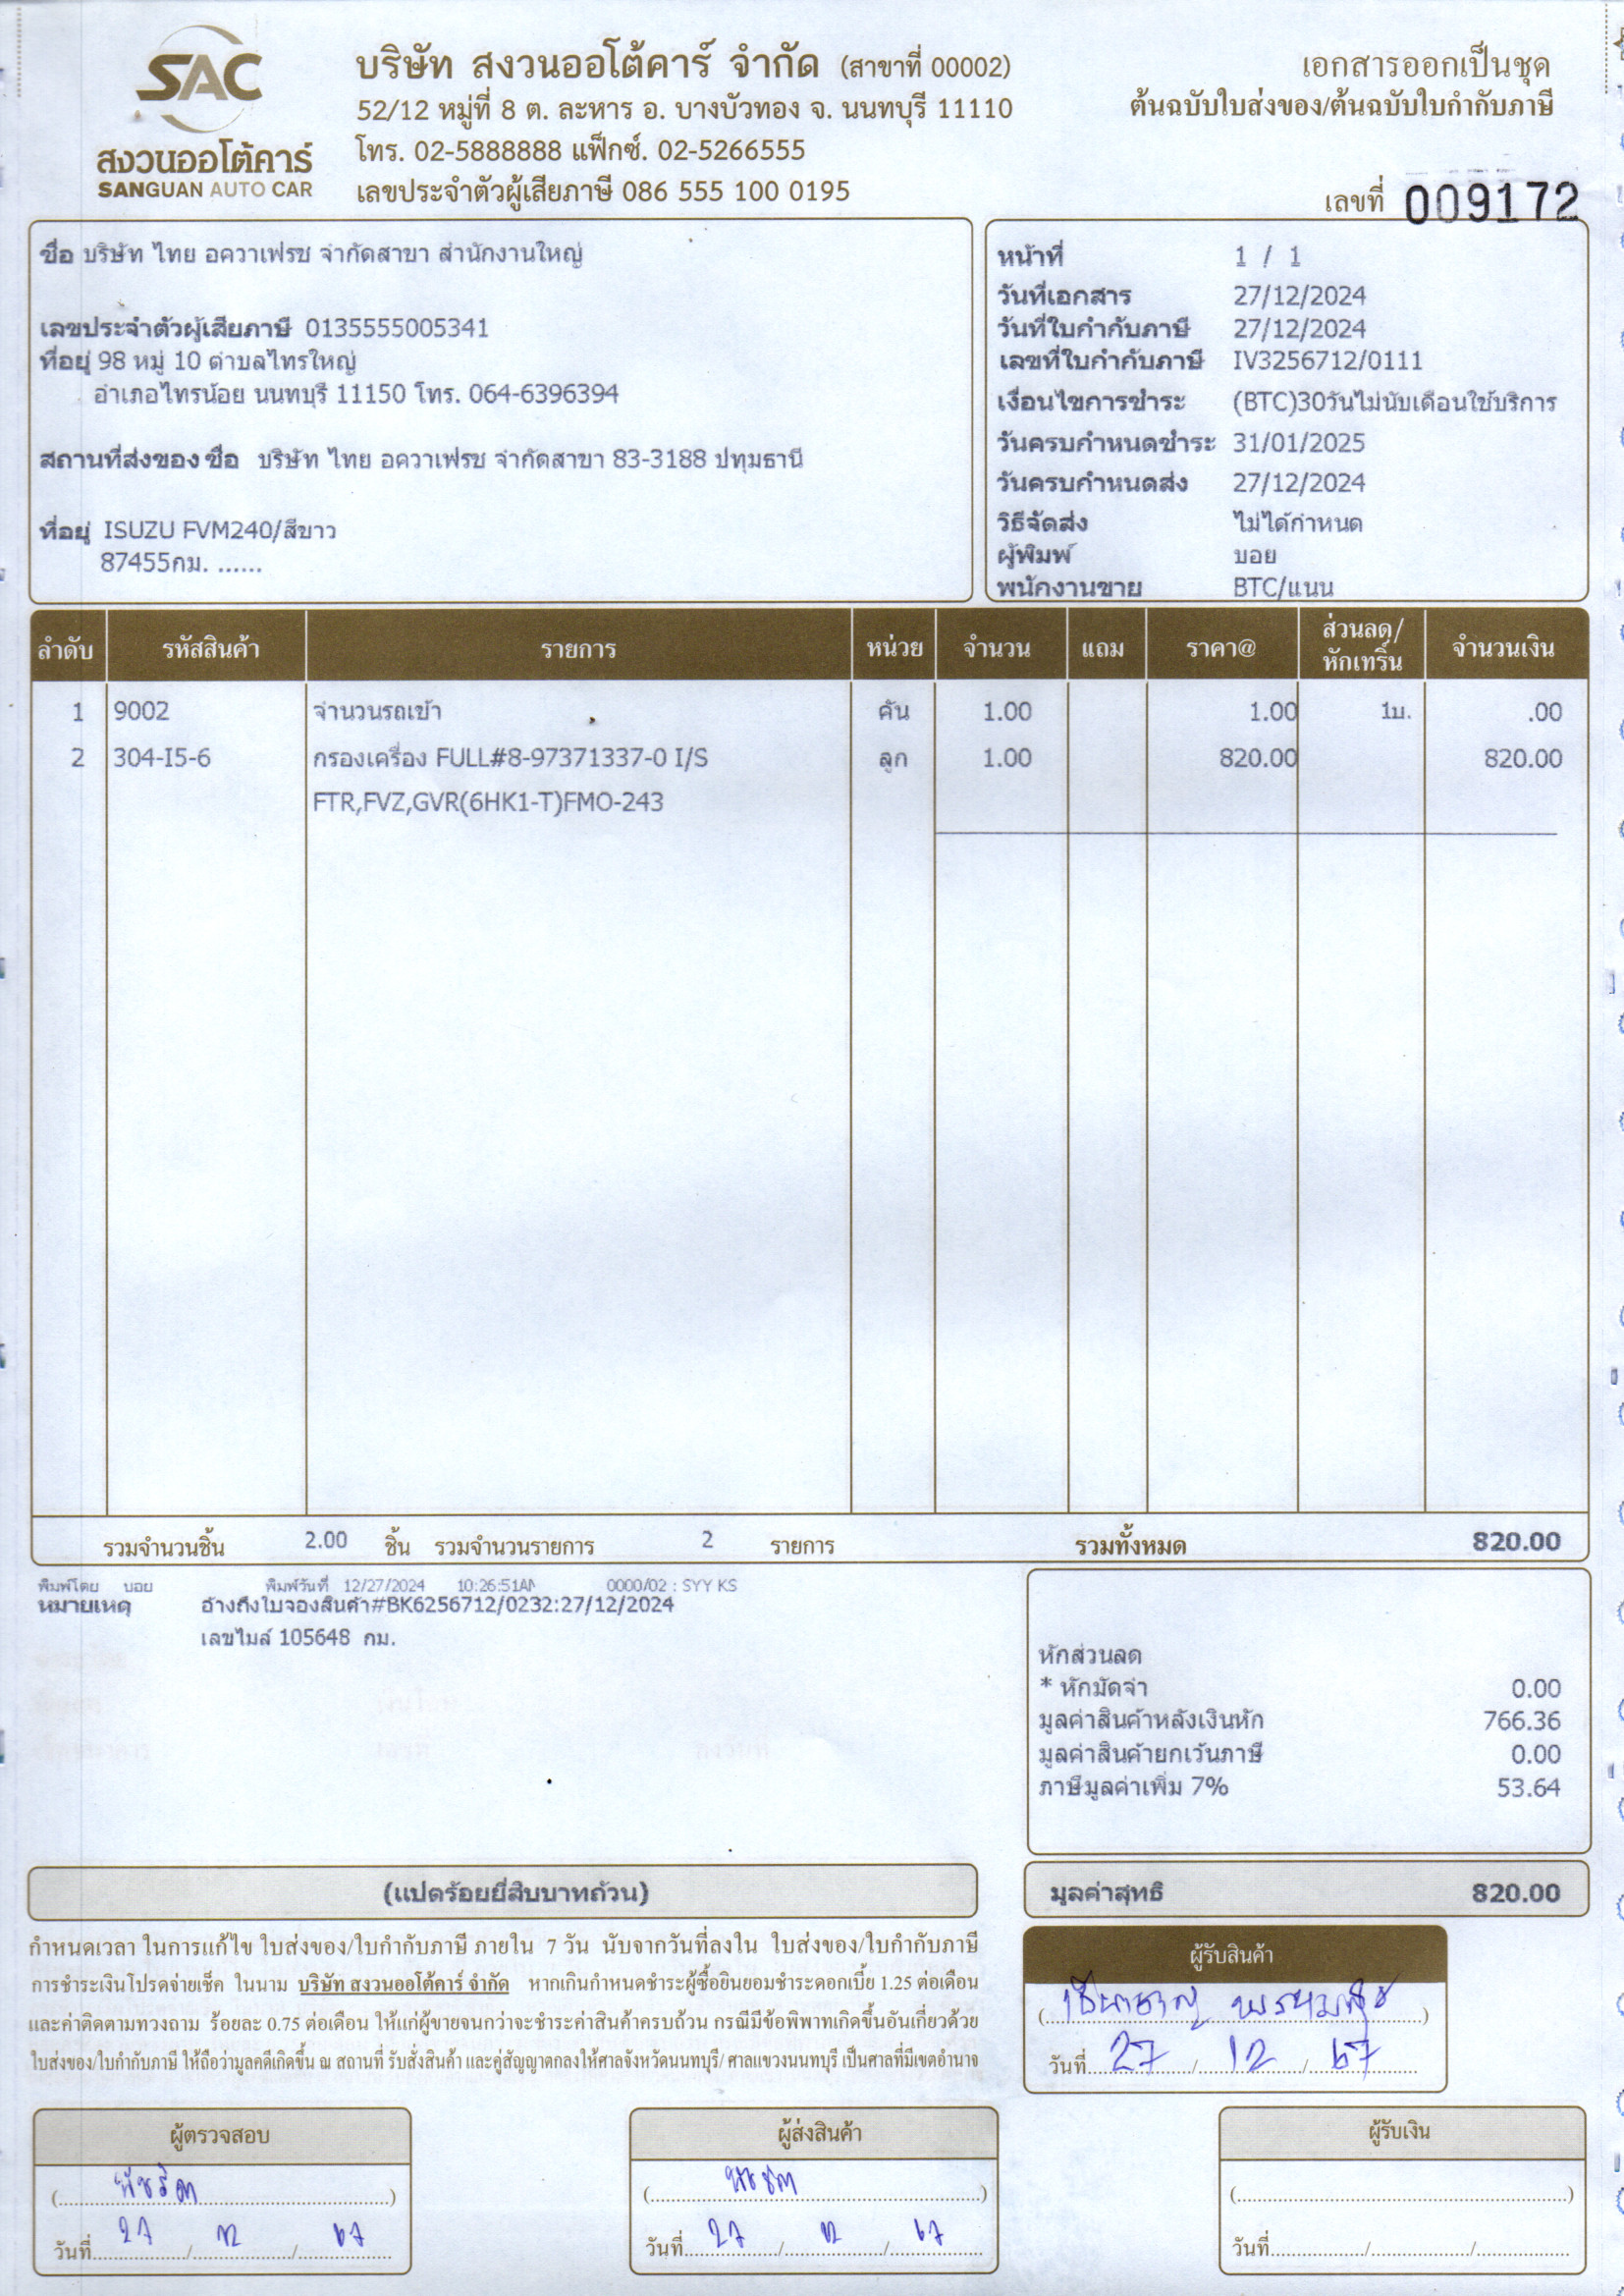 SAC
สงวนออโต้คาร์
SANGUAN AUTO CAR
บริษัท สงวนออโต้คาร์ จำกัด (สาขาที่ 00002)
52/12 หมู่ที่ 8 ต. ละหาร อ. บางบัวทอง จ. นนทบุรี 11110
โทร. 02-5888888 แฟ็กซ์. 02-5266555
เลขประจำตัวผู้เสียภาษี 086 555 100 0195
เอกสารออกเป็นชุด
ต้นฉบับใบส่งของ/ต้นฉบับใบกำกับภาษี
เลขที่ 009172
ชื่อ บริษัท ไทย อควาเฟรช จำกัดสาขา สำนักงานใหญ่
เลขประจำตัวผู้เสียภาษี 0135555005341
ที่อยู่ 98 หมู่ 10 ตำบลไทรใหญ่
อำเภอไทรน้อย นนทบุรี 11150 โทร. 064-6396394
สถานที่ส่งของ ชื่อ บริษัท ไทย อควาเฟรช จำกัดสาขา 83-3188 ปทุมธานี
ที่อยู่ ISUZU FVM240/สีขาว
87455กม. ......
หน้าที่ 1 / 1
วันที่เอกสาร 27/12/2024
วันที่ใบกำกับภาษี 27/12/2024
เลขที่ใบกำกับภาษี IV3256712/0111
เงื่อนไขการชำระ (BTC)30วันไม่นับเดือนใช้บริการ
วันครบกำหนดชำระ 31/01/2025
วันครบกำหนดส่ง 27/12/2024
วิธีจัดส่ง ไม่ได้กำหนด
ผู้พิมพ์ บอย
พนักงานขาย BTC/แนน
ลำดับ รหัสสินค้า รายการ หน่วย จำนวน แถม ราคา@ ส่วนลด/หักเทริ์น จำนวนเงิน
1 9002 จำนวนรถเข้า คัน 1.00 1.00 1บ. .00
2 304-I5-6 กรองเครื่อง FULL#8-97371337-0 I/S ลูก 1.00 820.00 820.00
FTR,FVZ,GVR(6HK1-T)FMO-243
รวมจำนวนชิ้น 2.00 ชิ้น รวมจำนวนรายการ 2 รายการ รวมทั้งหมด 820.00
พิมพ์โดย บอย พิมพ์วันที่ 12/27/2024 10:26:51AM 0000/02 : SYY KS
หมายเหตุ อ้างถึงใบจองสินค้า#BK6256712/0232:27/12/2024
เลขไมล์ 105648 กม.
หักส่วนลด
* หักมัดจำ 0.00
มูลค่าสินค้าหลังเงินหัก 766.36
มูลค่าสินค้ายกเว้นภาษี 0.00
ภาษีมูลค่าเพิ่ม 7% 53.64
(แปดร้อยยี่สิบบาทถ้วน)
มูลค่าสุทธิ 820.00
กำหนดเวลา ในการแก้ไข ใบส่งของ/ใบกำกับภาษี ภายใน 7 วัน นับจากวันที่ลงใน ใบส่งของ/ใบกำกับภาษี
การชำระเงินโปรดจ่ายเช็ค ในนาม บริษัท สงวนออโต้คาร์ จำกัด หากเกินกำหนดชำระผู้ซื้อยินยอมชำระดอกเบี้ย 1.25 ต่อเดือน
และค่าติดตามทวงถาม ร้อยละ 0.75 ต่อเดือน ให้แก่ผู้ขายจนกว่าจะชำระค่าสินค้าครบถ้วน กรณีมีข้อพิพาทเกิดขึ้นอันเกี่ยวด้วย
ใบส่งของ/ใบกำกับภาษี ให้ถือว่ามูลคดีเกิดขึ้น ณ สถานที่ รับสั่งสินค้า และคู่สัญญาตกลงให้ศาลจังหวัดนนทบุรี/ ศาลแขวงนนทบุรี เป็นศาลที่มีเขตอำนาจ
ผู้รับสินค้า
วันที่ 27 / 12 / 67
ผู้ตรวจสอบ
วันที่ 27 / 12 / 67
ผู้ส่งสินค้า
วันที่ 27 / 12 / 67
ผู้รับเงิน
วันที่